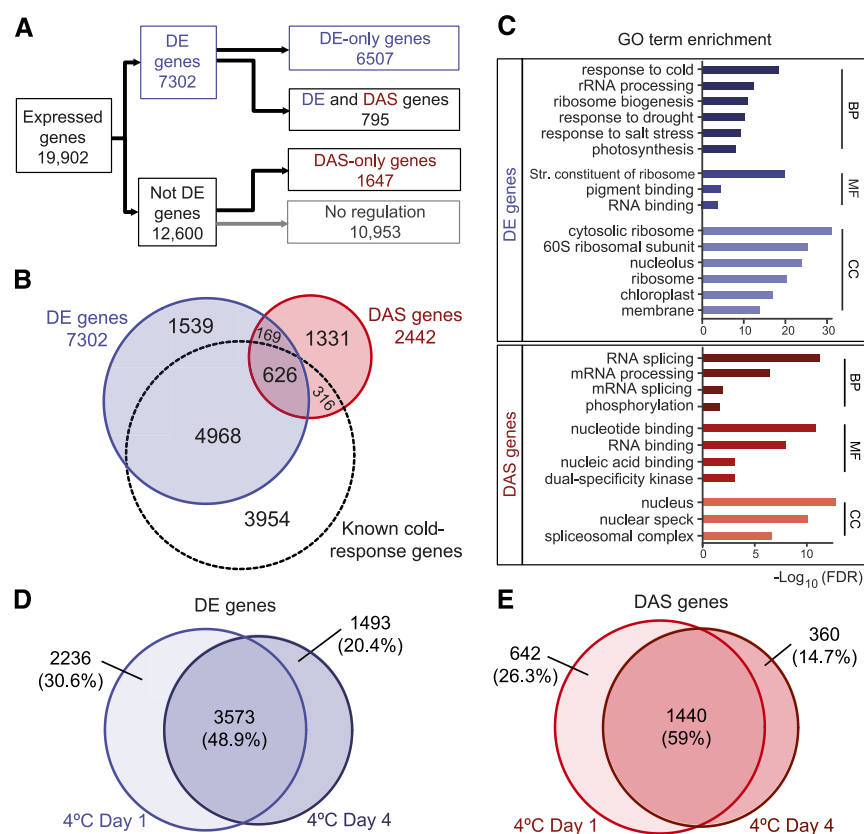 A
Expressed
genes
19,902
DE
genes
7302
Not DE
genes
12,600
DE-only genes
6507
DE and DAS genes
795
DAS-only genes
1647
No regulation
10,953
B
DE genes
7302
1539
169
1331
DAS genes
2442
626
316
4968
3954
Known cold-
response genes
C
GO term enrichment
DE genes
response to cold
rRNA processing
ribosome biogenesis
response to drought
response to salt stress
photosynthesis
BP
Str. constituent of ribosome
pigment binding
RNA binding
MF
cytosolic ribosome
60S ribosomal subunit
nucleolus
ribosome
chloroplast
membrane
CC
0 10 20 30
DAS genes
RNA splicing
mRNA processing
mRNA splicing
phosphorylation
BP
nucleotide binding
RNA binding
nucleic acid binding
dual-specificity kinase
MF
nucleus
nuclear speck
spliceosomal complex
CC
0 5 10
-Log10 (FDR)
D
DE genes
2236
(30.6%)
1493
(20.4%)
3573
(48.9%)
4ºC Day 1
4ºC Day 4
E
DAS genes
642
(26.3%)
360
(14.7%)
1440
(59%)
4ºC Day 1
4ºC Day 4